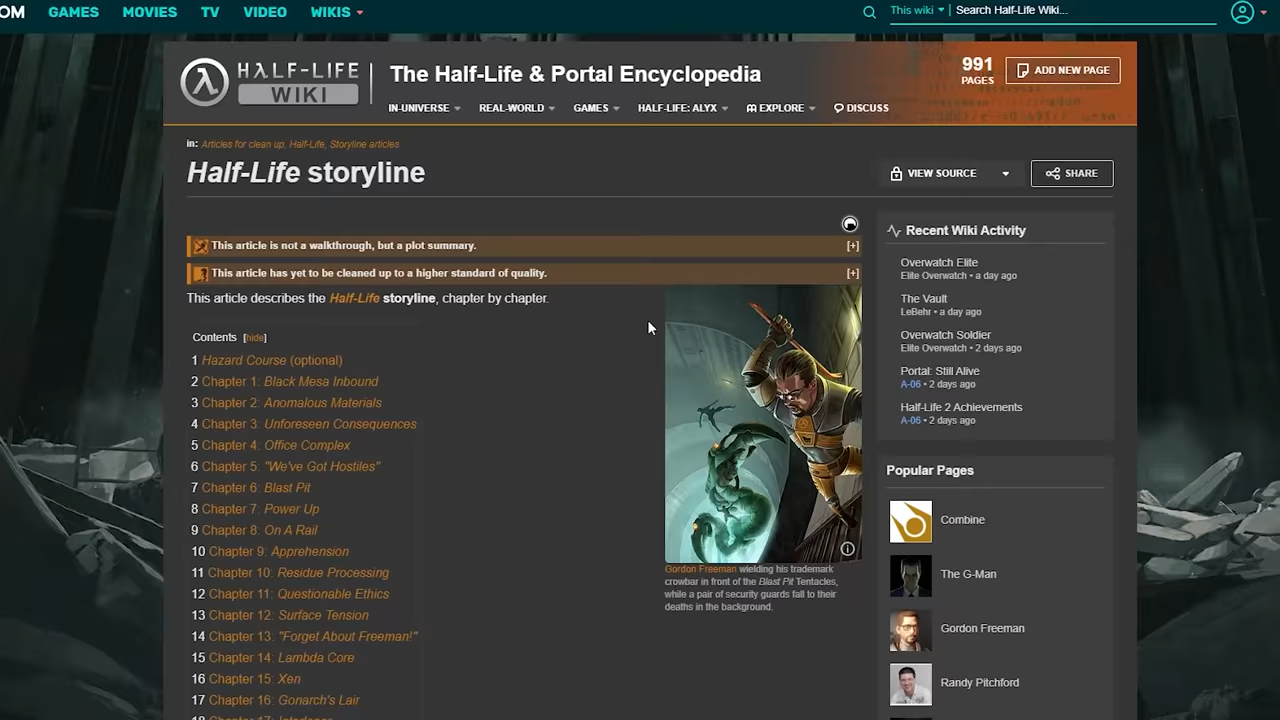 OM GAMES MOVIES TV VIDEO WIKIS This wiki Search Half-Life Wiki...
HALF-LIFE
WIKI
The Half-Life & Portal Encyclopedia
991
PAGES
ADD NEW PAGE
IN-UNIVERSE REAL-WORLD GAMES HALF-LIFE: ALYX EXPLORE DISCUSS
in: Articles for clean up, Half-Life, Storyline articles
Half-Life storyline
VIEW SOURCE
SHARE
This article is not a walkthrough, but a plot summary. [+]
This article has yet to be cleaned up to a higher standard of quality. [+]
This article describes the Half-Life storyline, chapter by chapter.
Contents [hide]
1 Hazard Course (optional)
2 Chapter 1: Black Mesa Inbound
3 Chapter 2: Anomalous Materials
4 Chapter 3: Unforeseen Consequences
5 Chapter 4: Office Complex
6 Chapter 5: "We've Got Hostiles"
7 Chapter 6: Blast Pit
8 Chapter 7: Power Up
9 Chapter 8: On A Rail
10 Chapter 9: Apprehension
11 Chapter 10: Residue Processing
12 Chapter 11: Questionable Ethics
13 Chapter 12: Surface Tension
14 Chapter 13: "Forget About Freeman!"
15 Chapter 14: Lambda Core
16 Chapter 15: Xen
17 Chapter 16: Gonarch's Lair
Gordon Freeman wielding his trademark
crowbar in front of the Blast Pit Tentacles,
while a pair of security guards fall to their
deaths in the background.
Recent Wiki Activity
Overwatch Elite
Elite Overwatch • a day ago
The Vault
LeBehr • a day ago
Overwatch Soldier
Elite Overwatch • 2 days ago
Portal: Still Alive
A-06 • 2 days ago
Half-Life 2 Achievements
A-06 • 2 days ago
Popular Pages
Combine
The G-Man
Gordon Freeman
Randy Pitchford